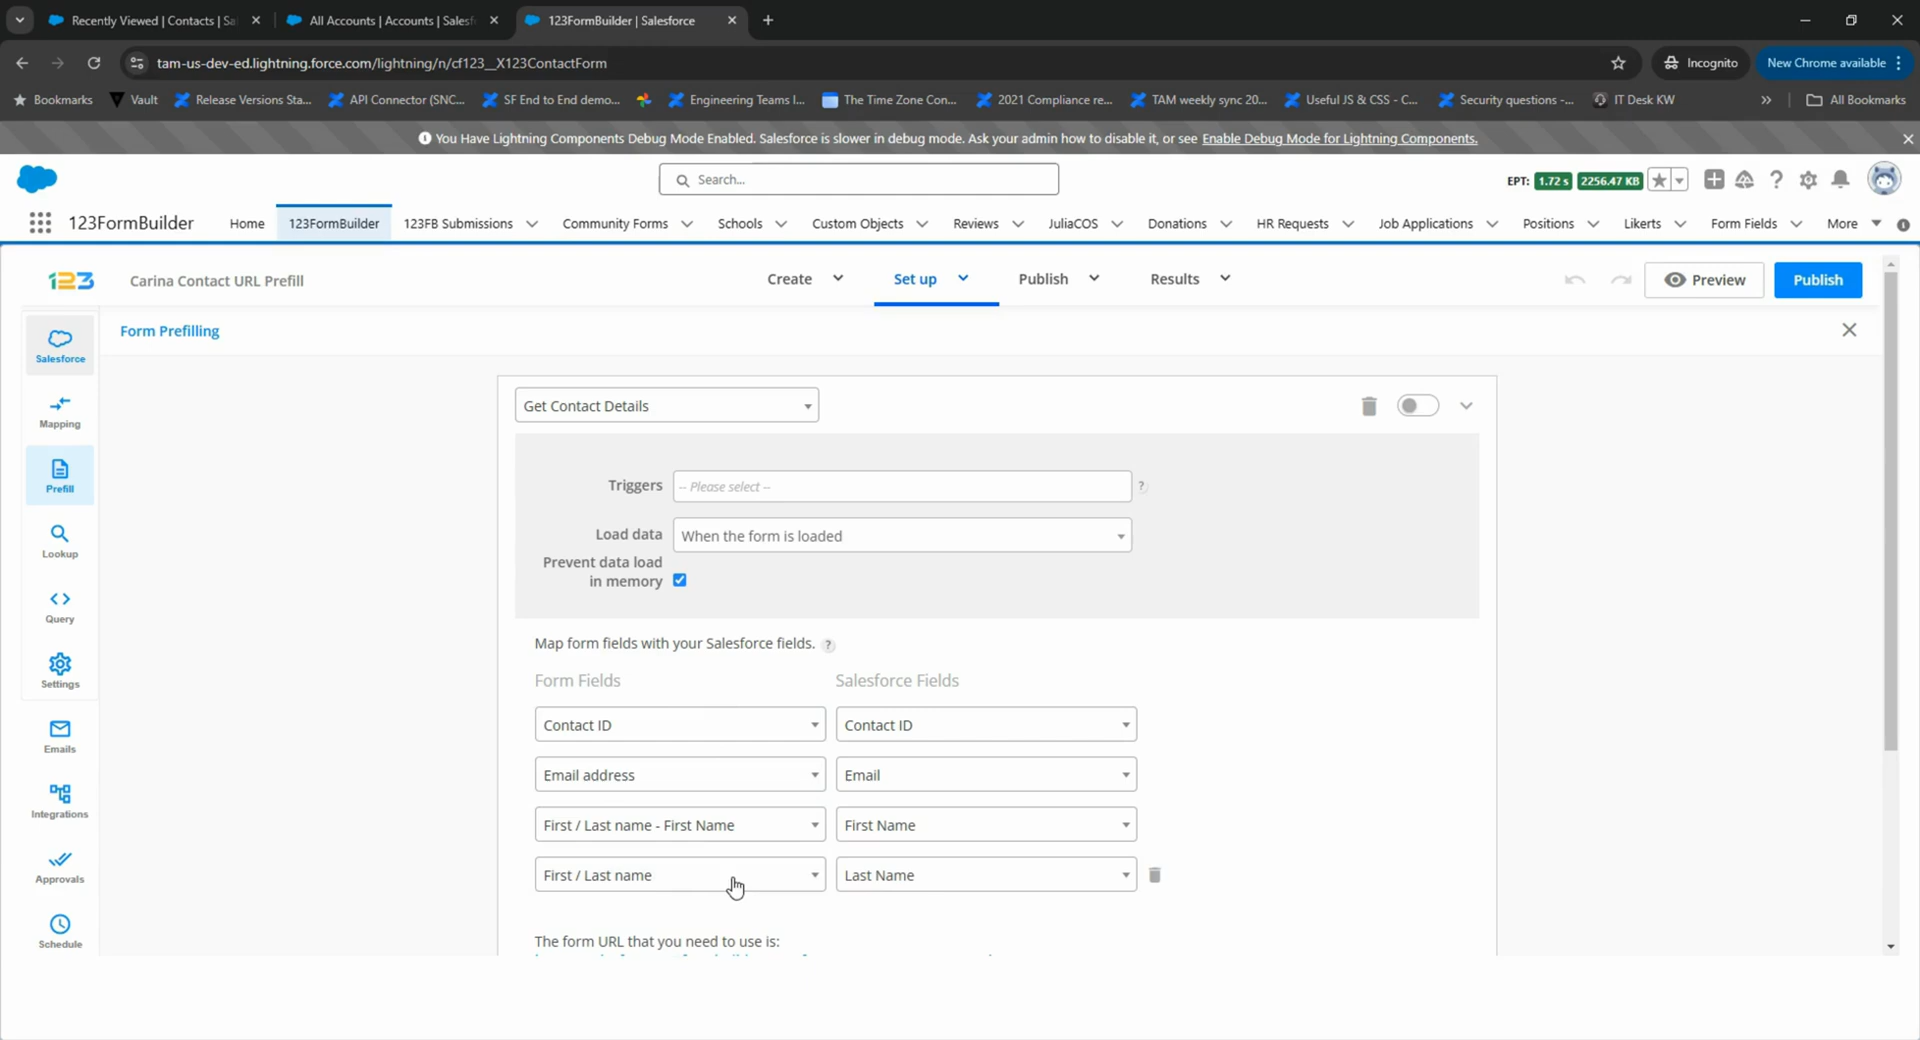 Recently Viewed | Contacts | Sa
All Accounts | Accounts | Salesf
123FormBuilder | Salesforce
tam-us-dev-ed.lightning.force.com/lightning/n/cf123__X123ContactForm
Incognito
New Chrome available
Bookmarks
Vault
Release Versions Sta...
API Connector (SNC...
SF End to End demo...
Engineering Teams I...
The Time Zone Con...
2021 Compliance re...
TAM weekly sync 20...
Useful JS & CSS - C...
Security questions -...
IT Desk KW
All Bookmarks
You Have Lightning Components Debug Mode Enabled. Salesforce is slower in debug mode. Ask your admin how to disable it, or see Enable Debug Mode for Lightning Components.
Search...
EPT: 1.72 s 2256.47 KB
123FormBuilder
Home
123FormBuilder
123FB Submissions
Community Forms
Schools
Custom Objects
Reviews
JuliaCOS
Donations
HR Requests
Job Applications
Positions
Likerts
Form Fields
More
123
Carina Contact URL Prefill
Create
Set up
Publish
Results
Preview
Publish
Salesforce
Mapping
Prefill
Lookup
Query
Settings
Emails
Integrations
Approvals
Schedule
Form Prefilling
Get Contact Details
Triggers
-- Please select --
?
Load data
When the form is loaded
Prevent data load
in memory
Map form fields with your Salesforce fields. ?
Form Fields
Salesforce Fields
Contact ID
Contact ID
Email address
Email
First / Last name - First Name
First Name
First / Last name
Last Name
The form URL that you need to use is: